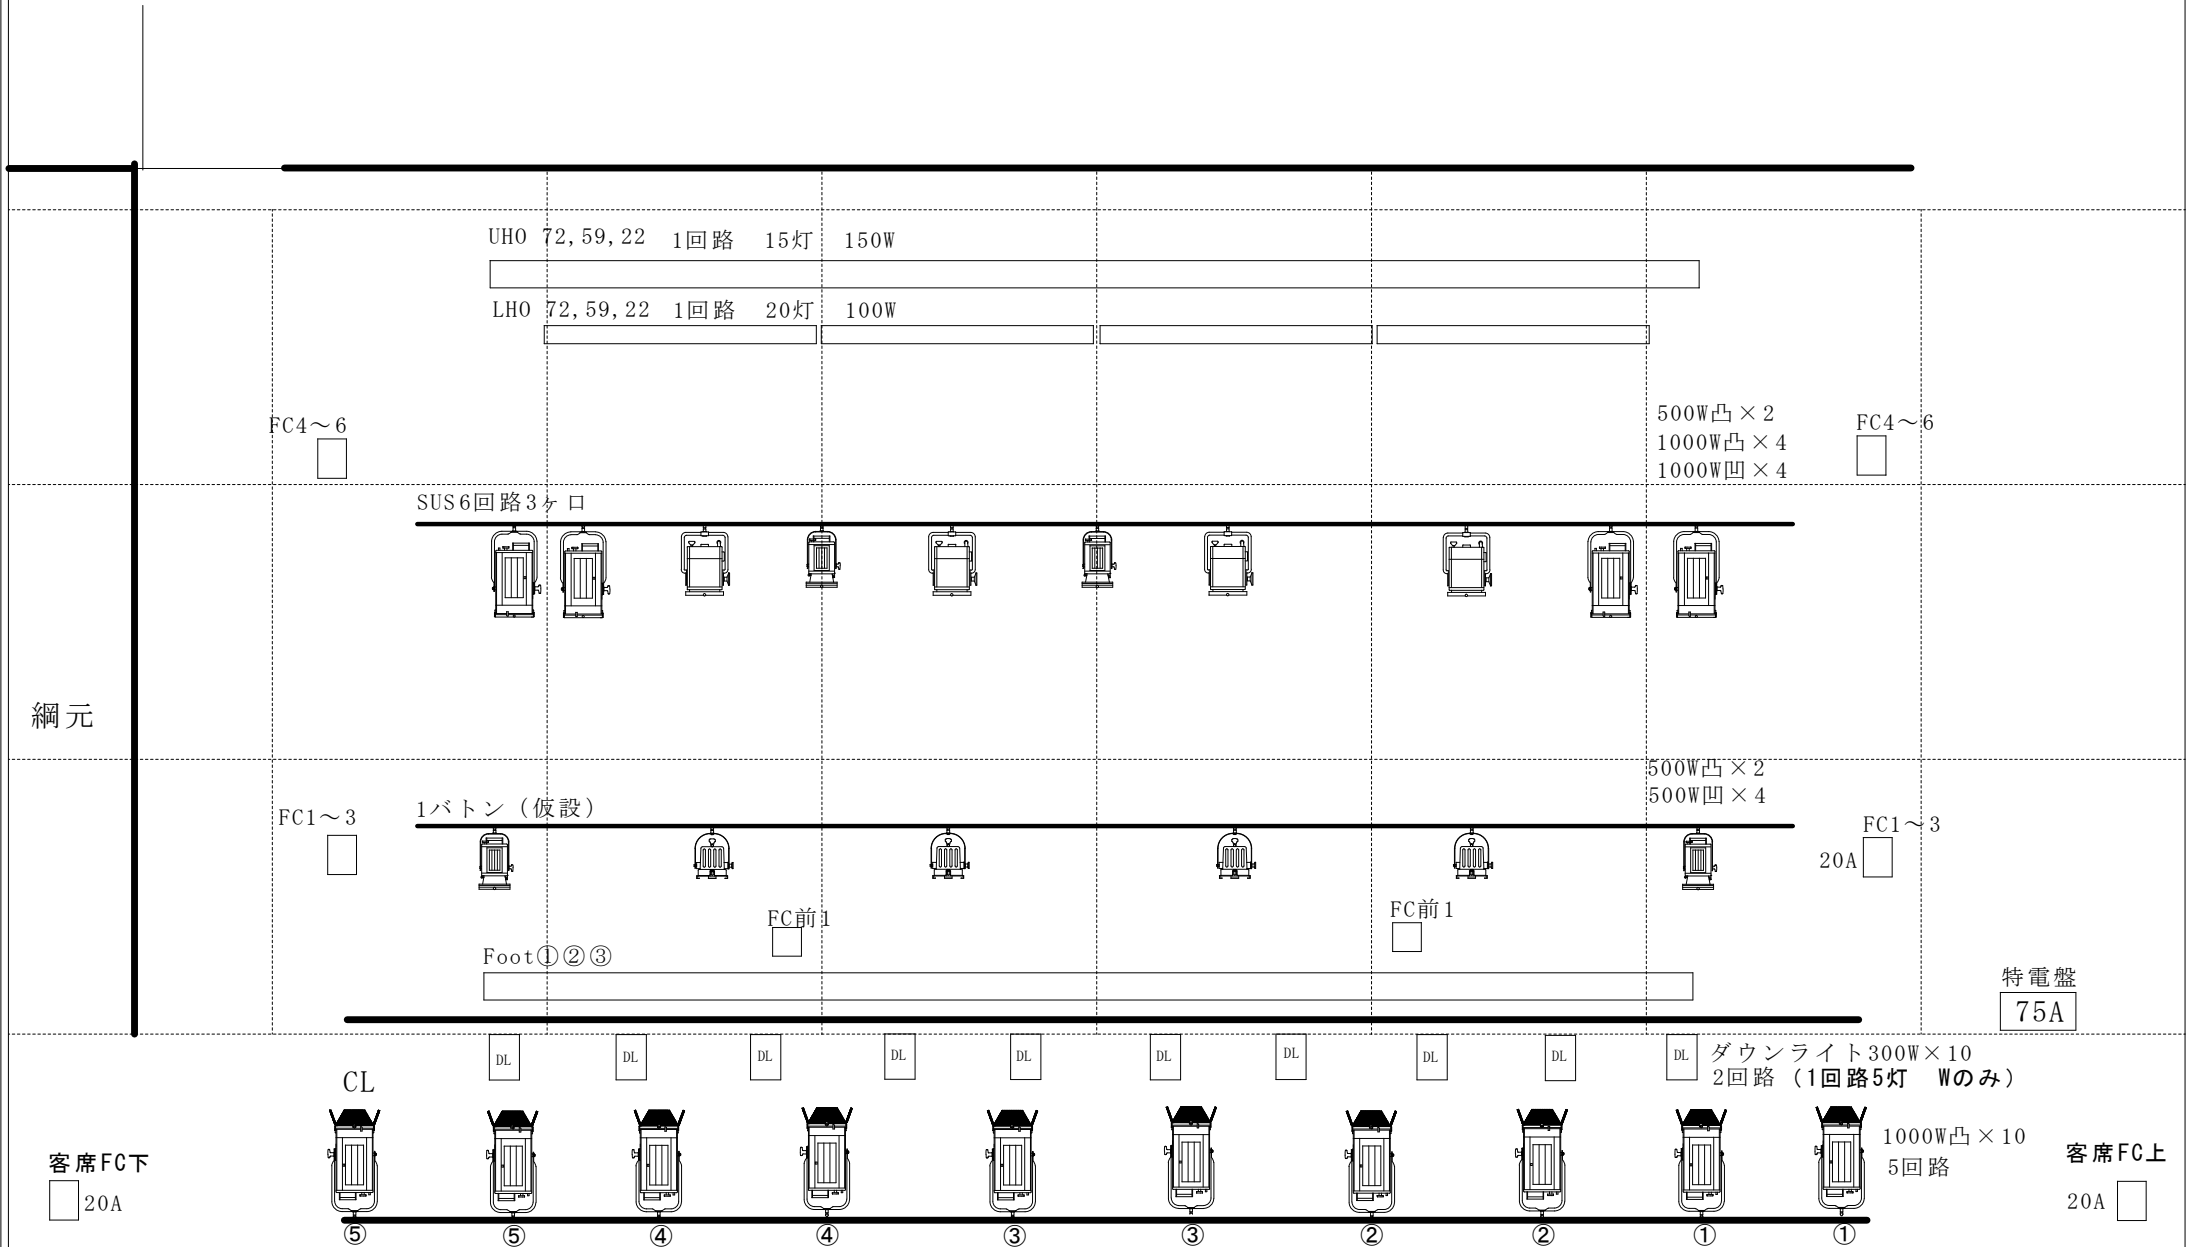 UHO 72,59,22 1回路 15灯 150W
LHO 72,59,22 1回路 20灯 100W
FC4～6
500W凸×2
1000W凸×4
1000W凹×4
FC4～6
SUS6回路3ヶ口
綱元
500W凸×2
500W凹×4
FC1～3
1バトン（仮設）
FC1～3
20A
FC前1
FC前1
Foot①②③
特電盤
75A
DL DL DL DL DL DL DL DL DL DL
ダウンライト300W×10
2回路（1回路5灯 Wのみ）
CL
1000W凸×10
5回路
客席FC下
20A
客席FC上
20A
⑤ ⑤ ④ ④ ③ ③ ② ② ① ①